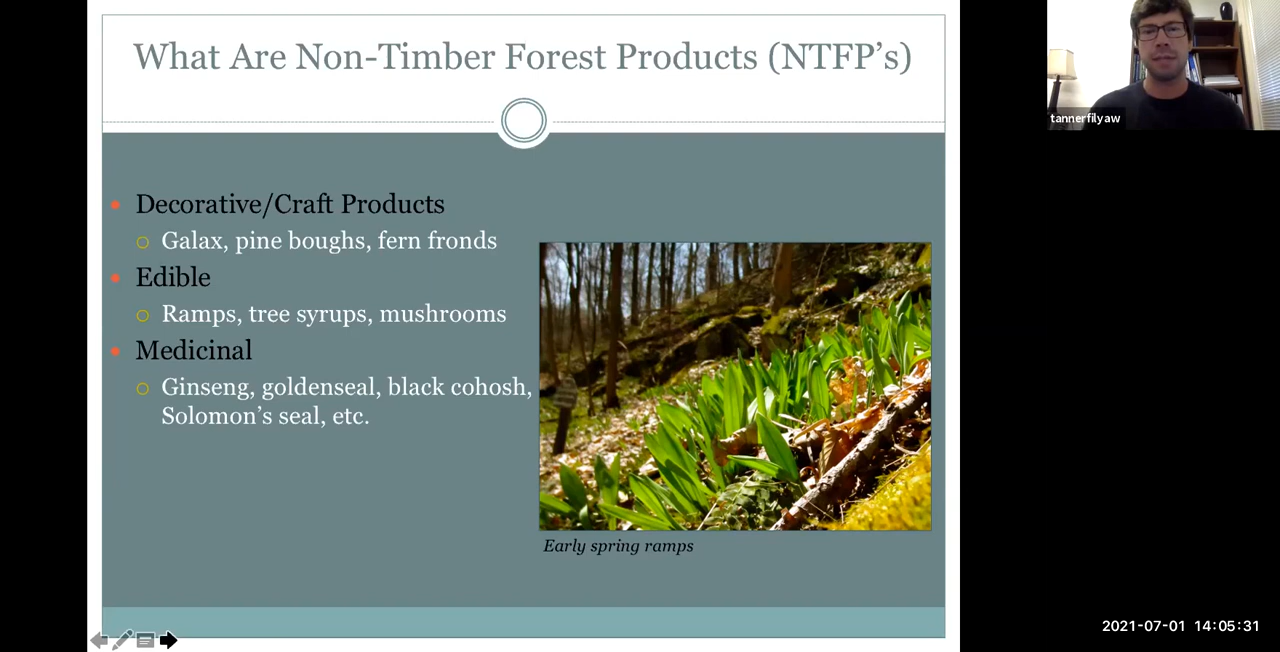 What Are Non-Timber Forest Products (NTFP’s)
Decorative/Craft Products
Galax, pine boughs, fern fronds
Edible
Ramps, tree syrups, mushrooms
Medicinal
Ginseng, goldenseal, black cohosh,
Solomon’s seal, etc.
Early spring ramps
tannerfilyaw
2021-07-01 14:05:31